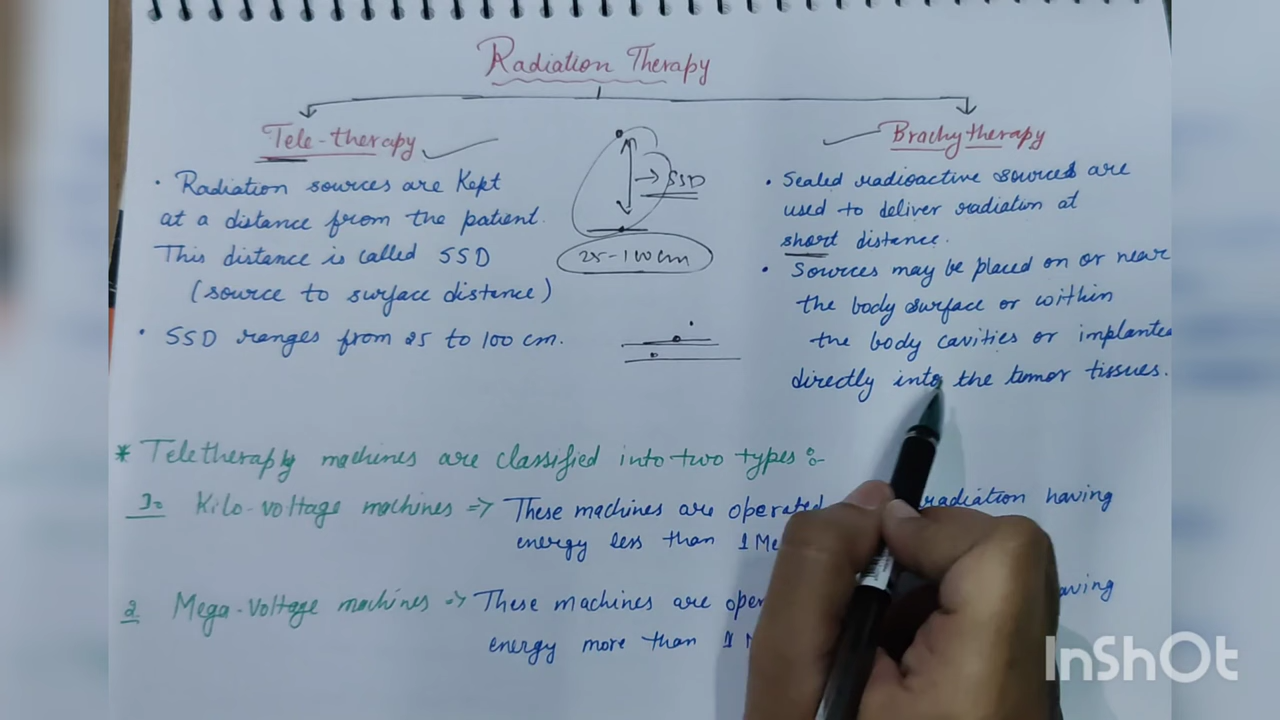 Radiation Therapy
Tele-therapy
• Radiation sources are Kept
at a distance from the patient.
This distance is called SSD
(source to surface distance)
• SSD ranges from 25 to 100 cm.
SSD
25-100cm
Brachytherapy
• Sealed radioactive sources are
used to deliver radiation at
short distance.
• Sources may be placed on or near
the body surface or within
the body cavities or implanted
directly into the tumor tissues.
* Teletherapy machines are classified into two types :-
1:- Kilo-voltage machines => These machines are operated radiation having
energy less than 1 Me
2 Mega-Voltage machines => These machines are oper aving
energy more than 1 M
InShOt